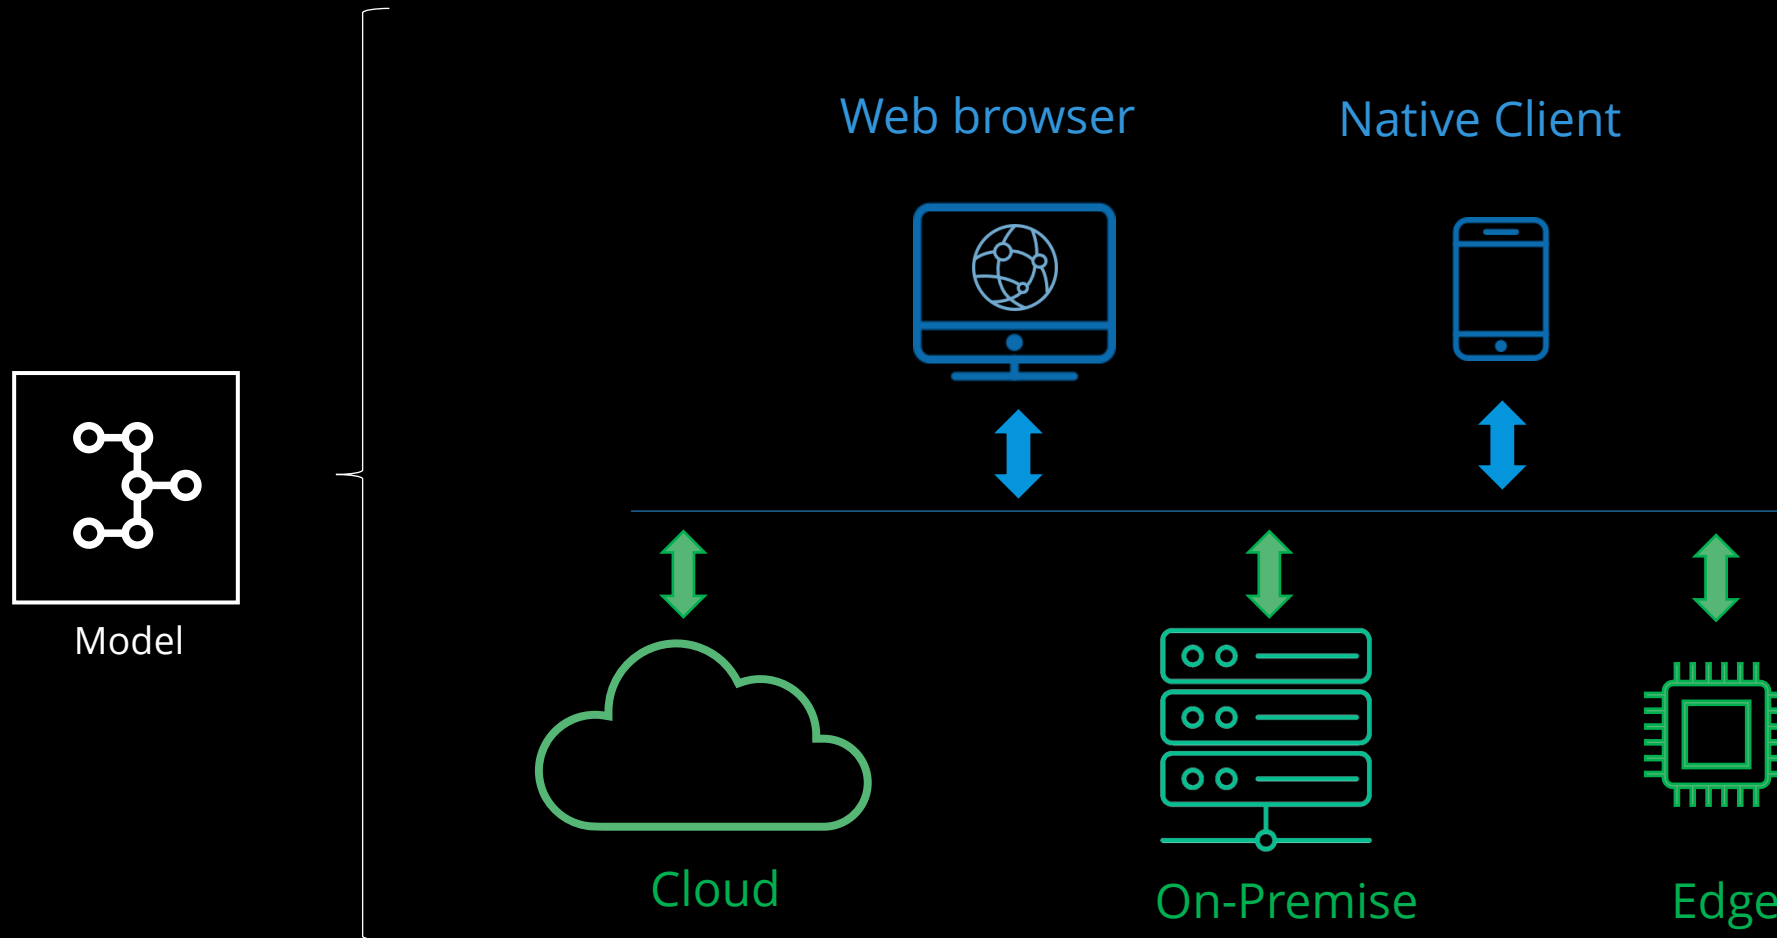 Web browser
Native Client
Model
Cloud
On-Premise
Edge